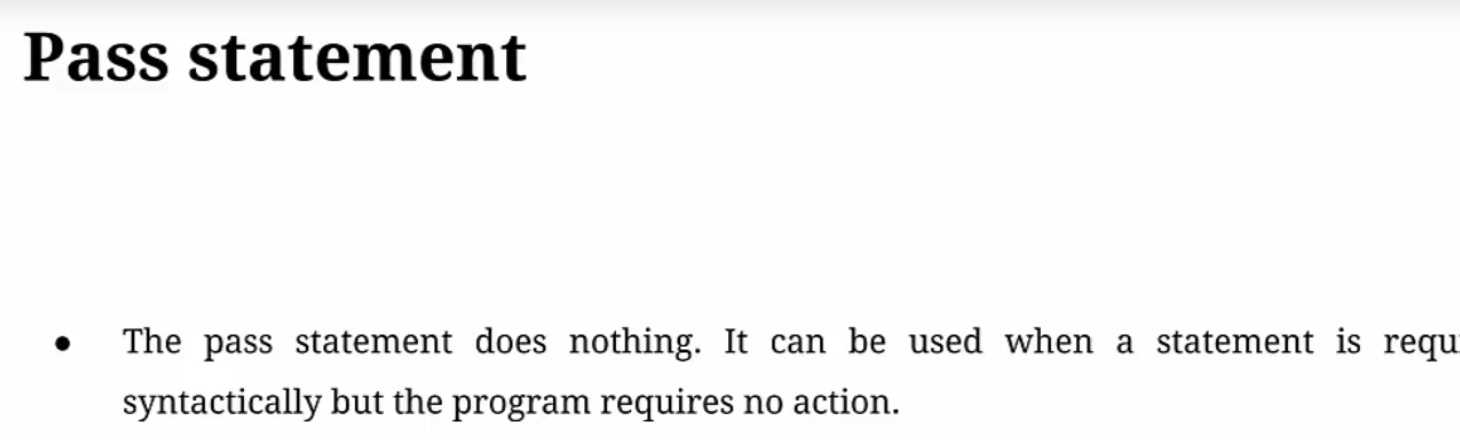 Pass statement
● The pass statement does nothing. It can be used when a statement is
syntactically but the program requires no action.